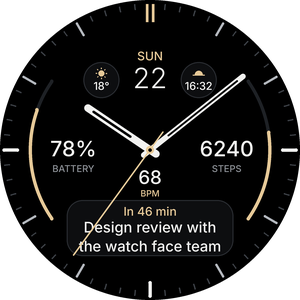 SUN
22
18°
16:32
78%
BATTERY
6240
STEPS
68
BPM
In 46 min
Design review with
the watch face team